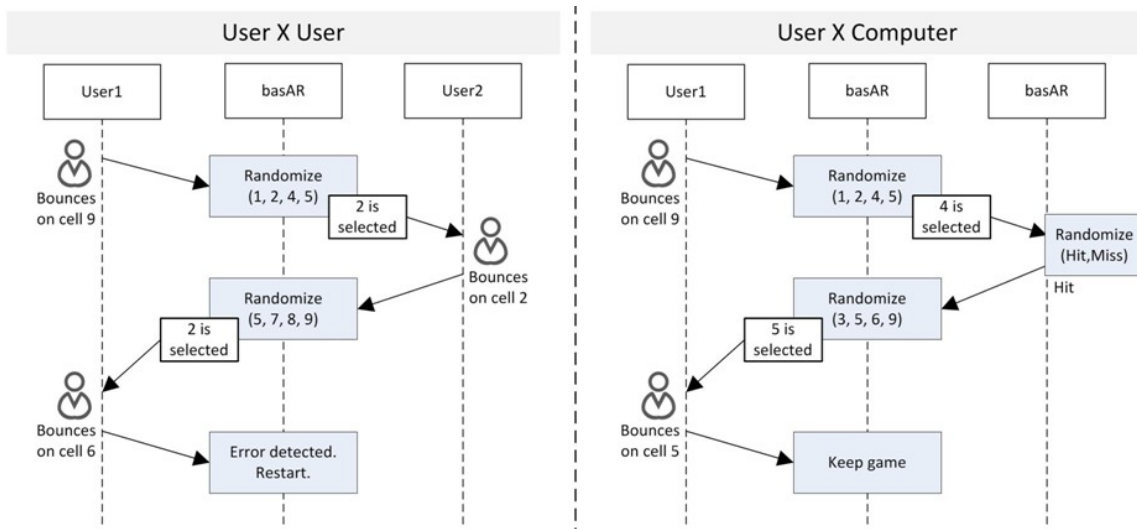 User X User
User1
basAR
User2
Bounces
on cell 9
Randomize
(1, 2, 4, 5)
2 is
selected
Bounces
on cell 2
Randomize
(5, 7, 8, 9)
2 is
selected
Bounces
on cell 6
Error detected.
Restart.
User X Computer
User1
basAR
basAR
Bounces
on cell 9
Randomize
(1, 2, 4, 5)
4 is
selected
Randomize
(Hit,Miss)
Hit
Randomize
(3, 5, 6, 9)
5 is
selected
Bounces
on cell 5
Keep game